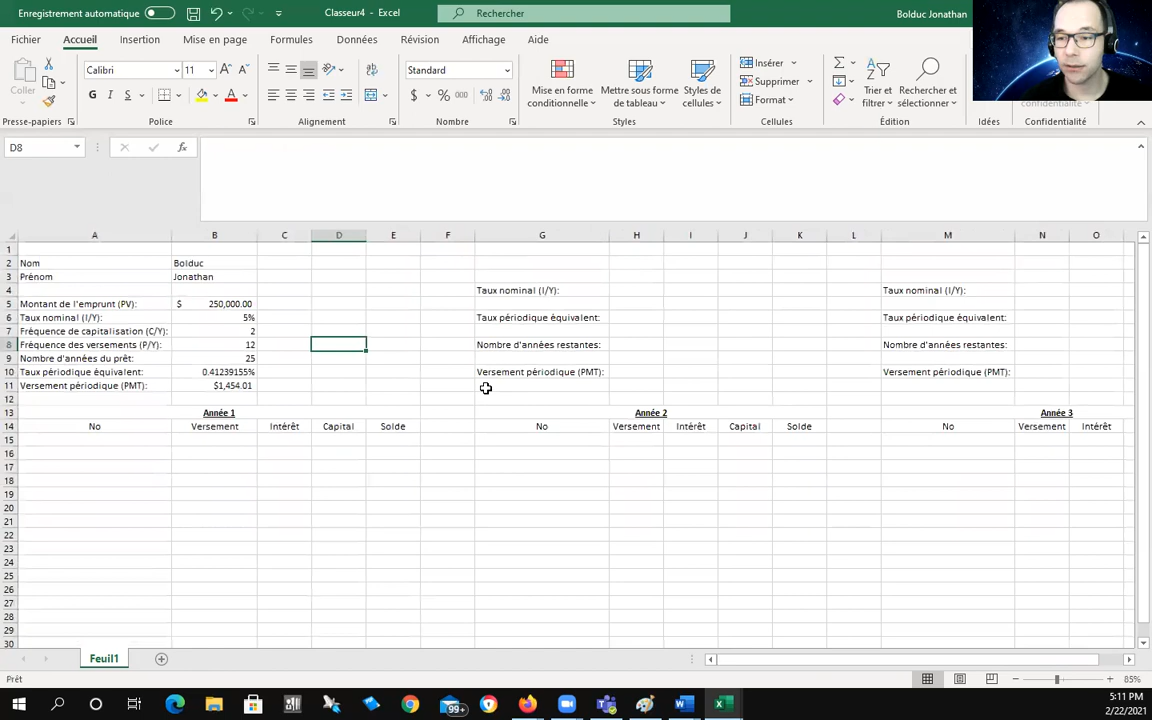 Enregistrement automatique
Classeur4 - Excel
Rechercher
Bolduc Jonathan
Fichier Accueil Insertion Mise en page Formules Données Révision Affichage Aide
Coller
Calibri 11
G I S
Standard
$ % 000
Mise en forme conditionnelle
Mettre sous forme de tableau
Styles de cellules
Insérer
Supprimer
Format
Trier et filtrer
Rechercher et sélectionner
Idées
confidentialité
Presse-papiers Police Alignement Nombre Styles Cellules Édition Idées Confidentialité
D8
fx
A B C D E F G H I J K L M N O
1
2 Nom Bolduc
3 Prénom Jonathan
4 Taux nominal (I/Y): Taux nominal (I/Y):
5 Montant de l'emprunt (PV): $ 250,000.00
6 Taux nominal (I/Y): 5% Taux périodique équivalent: Taux périodique équivalent:
7 Fréquence de capitalisation (C/Y): 2
8 Fréquence des versements (P/Y): 12 Nombre d'années restantes: Nombre d'années restantes:
9 Nombre d'années du prêt: 25
10 Taux périodique équivalent: 0.41239155% Versement périodique (PMT): Versement périodique (PMT):
11 Versement périodique (PMT): $1,454.01
12
13 Année 1 Année 2 Année 3
14 No Versement Intérêt Capital Solde No Versement Intérêt Capital Solde No Versement Intérêt
15
16
17
18
19
20
21
22
23
24
25
26
27
28
29
30
Feuil1
Prêt
85%
99+
5:11 PM
2/22/2021